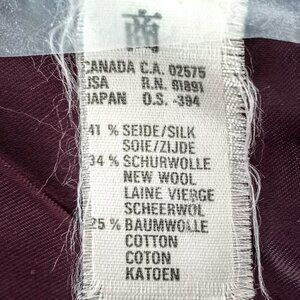 CANADA C.A. 02575
USA R.N. 61891
JAPAN O.S. -394
41 % SEIDE/SILK
SOIE/ZIJDE
34 % SCHURWOLLE
NEW WOOL
LAINE VIERGE
SCHEERWOL
25 % BAUMWOLLE
COTTON
COTON
KATOEN